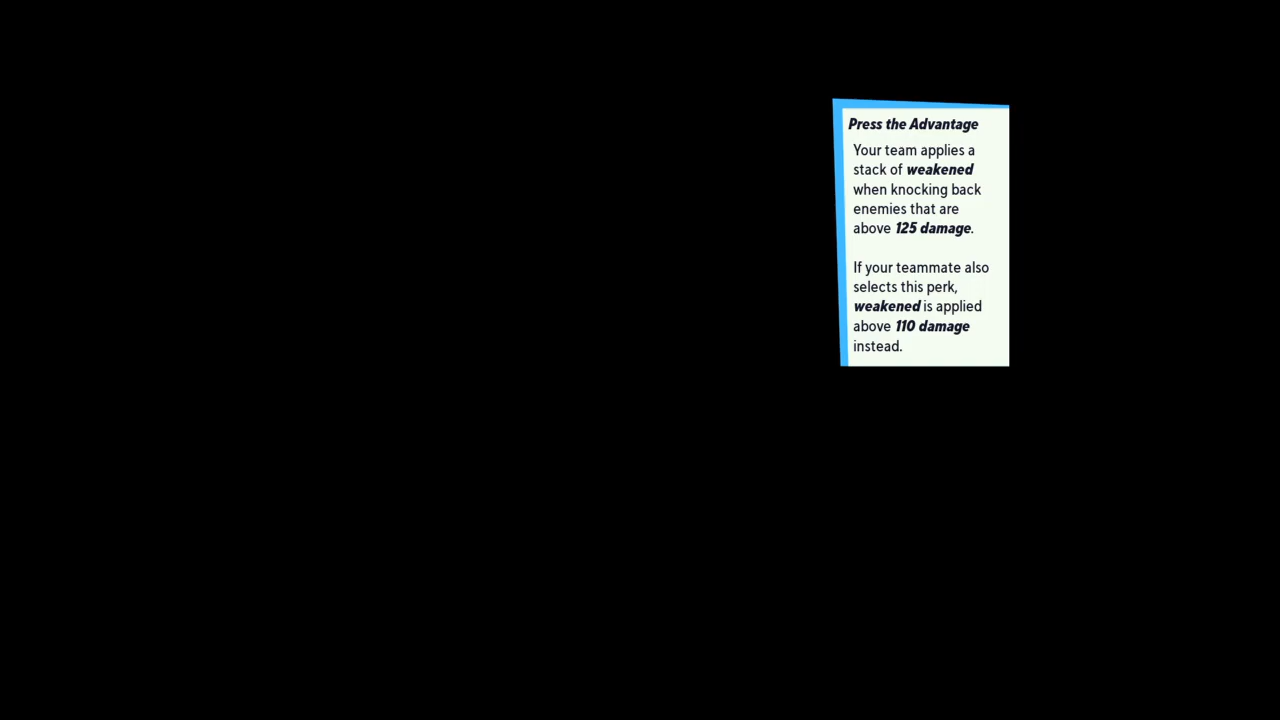 Press the Advantage
Your team applies a
stack of weakened
when knocking back
enemies that are
above 125 damage.
If your teammate also
selects this perk,
weakened is applied
above 110 damage
instead.